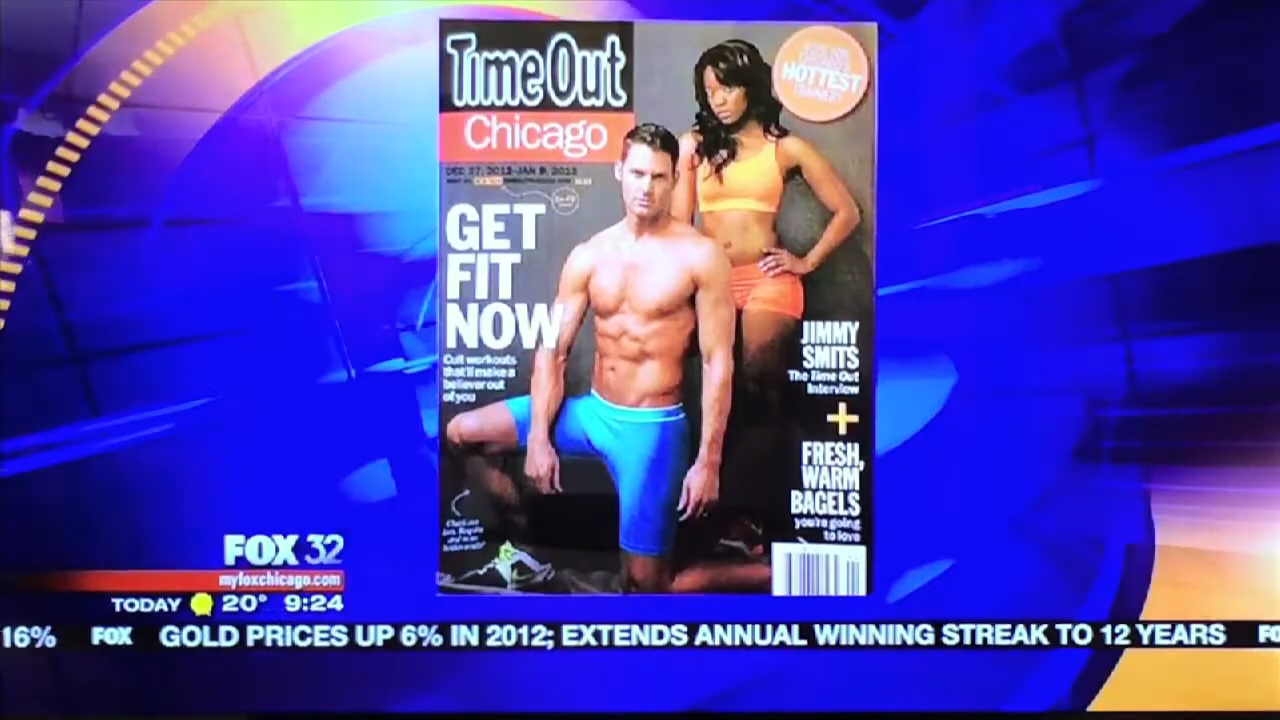 Time Out
Chicago
HOTTEST
DEC 27, 2012-JAN 9, 2013
GET
FIT
NOW
Cult workouts
that'll make a
believer out
of you
JIMMY
SMITS
The Time Out
Interview
+
FRESH,
WARM
BAGELS
you're going
to love
FOX 32
myfoxchicago.com
TODAY 20° 9:24
16% FOX GOLD PRICES UP 6% IN 2012; EXTENDS ANNUAL WINNING STREAK TO 12 YEARS